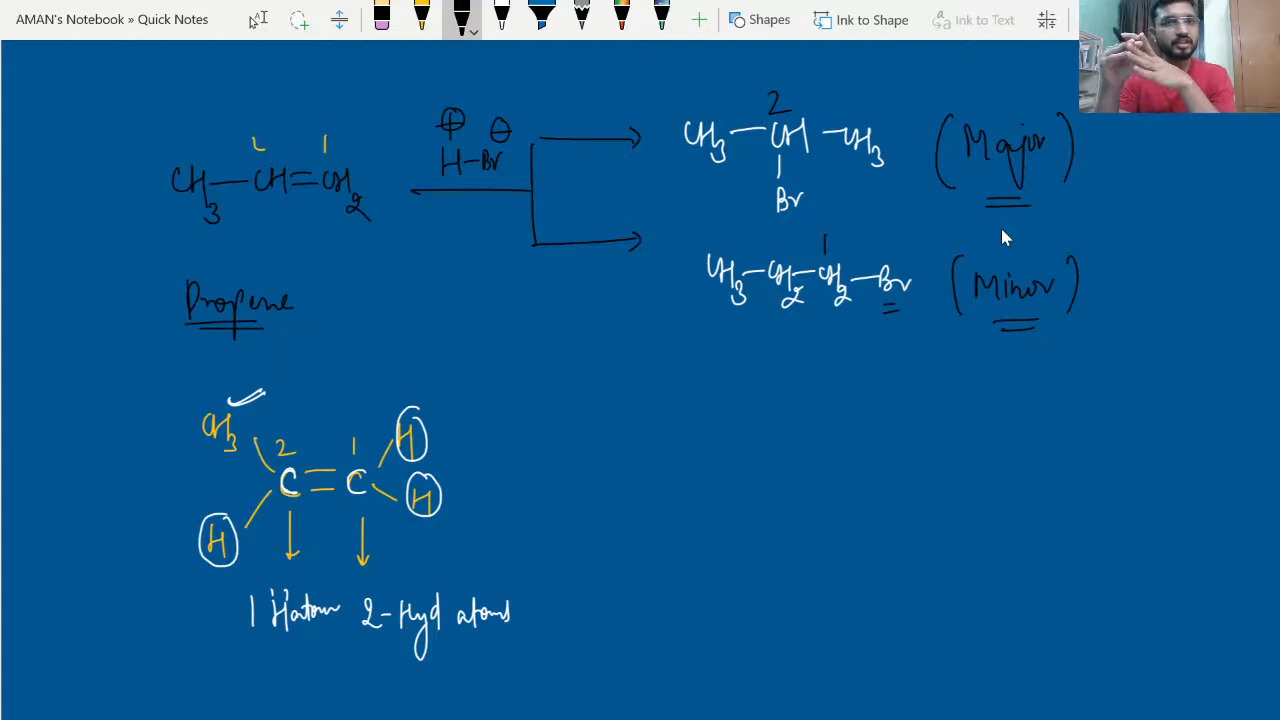 AMAN's Notebook » Quick Notes
Shapes
Ink to Shape
Ink to Text
2 1
CH3—CH=CH2
⊕ ⊖
H-Br
2
CH3—CH—CH3
Br
(Major)
1
CH3—CH2—CH2—Br
(Minor)
Propene
CH3
2 1
C=C
H
H
H
1 H atom 2-Hyd atoms